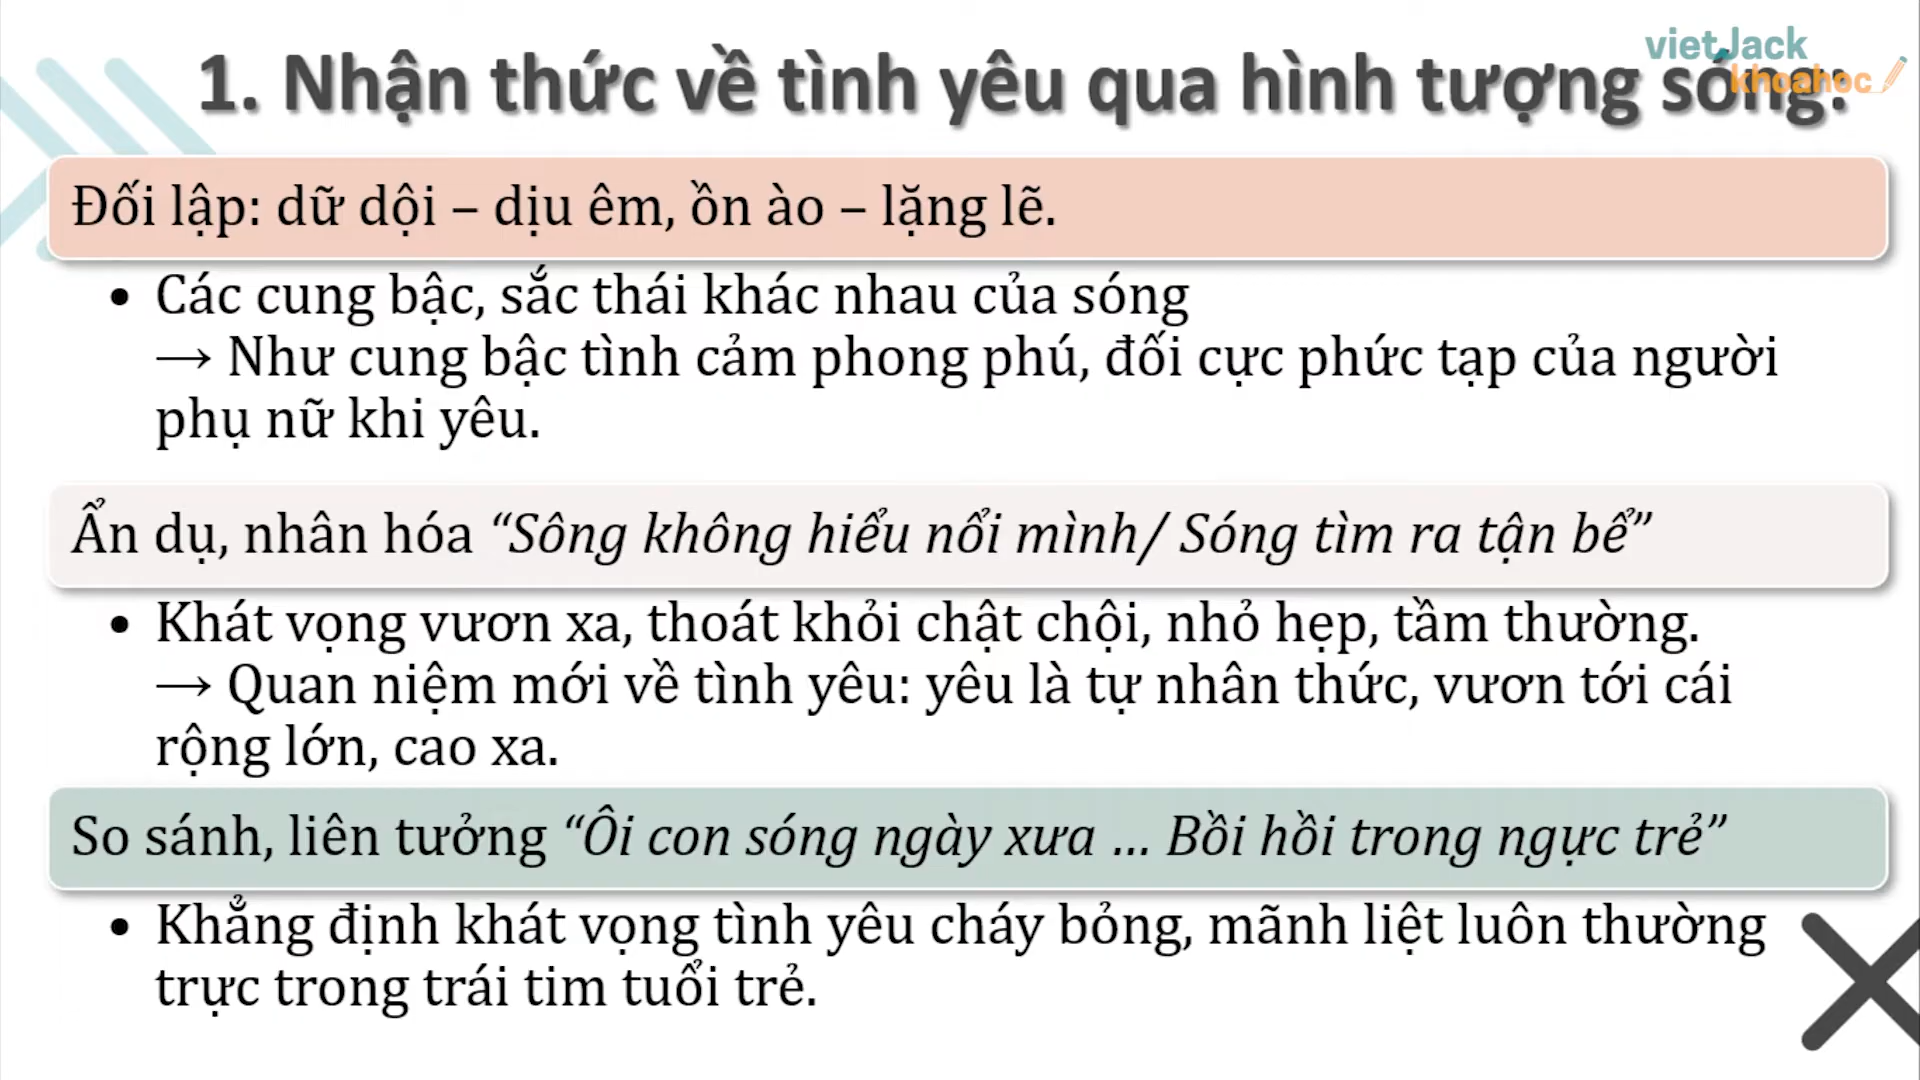 vietJack
khoahoc
1. Nhận thức về tình yêu qua hình tượng sóng:
Đối lập: dữ dội – dịu êm, ồn ào – lặng lẽ.
• Các cung bậc, sắc thái khác nhau của sóng
→ Như cung bậc tình cảm phong phú, đối cực phức tạp của người
phụ nữ khi yêu.
Ẩn dụ, nhân hóa “Sông không hiểu nổi mình/ Sóng tìm ra tận bể”
• Khát vọng vươn xa, thoát khỏi chật chội, nhỏ hẹp, tầm thường.
→ Quan niệm mới về tình yêu: yêu là tự nhân thức, vươn tới cái
rộng lớn, cao xa.
So sánh, liên tưởng “Ôi con sóng ngày xưa ... Bồi hồi trong ngực trẻ”
• Khẳng định khát vọng tình yêu cháy bỏng, mãnh liệt luôn thường
trực trong trái tim tuổi trẻ.